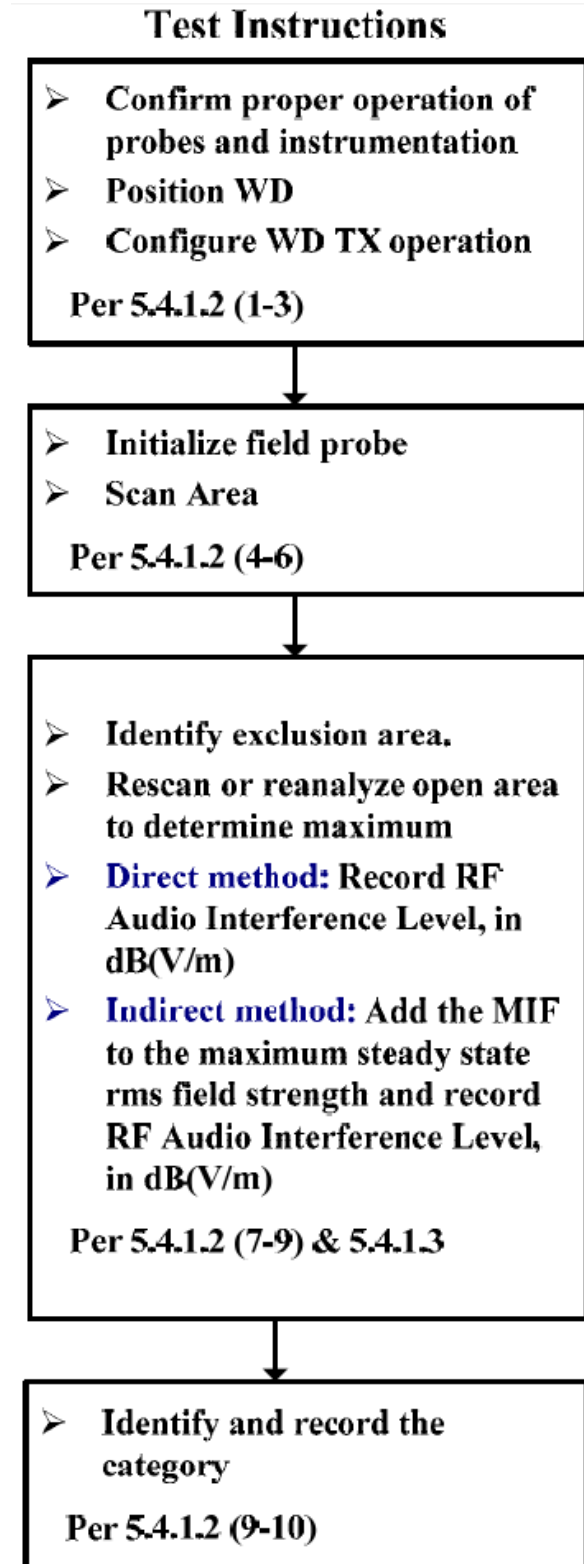 Test Instructions
➢ Confirm proper operation of
probes and instrumentation
➢ Position WD
➢ Configure WD TX operation
Per 5.4.1.2 (1-3)
➢ Initialize field probe
➢ Scan Area
Per 5.4.1.2 (4-6)
➢ Identify exclusion area.
➢ Rescan or reanalyze open area
to determine maximum
➢ Direct method: Record RF
Audio Interference Level, in
dB(V/m)
➢ Indirect method: Add the MIF
to the maximum steady state
rms field strength and record
RF Audio Interference Level,
in dB(V/m)
Per 5.4.1.2 (7-9) & 5.4.1.3
➢ Identify and record the
category
Per 5.4.1.2 (9-10)